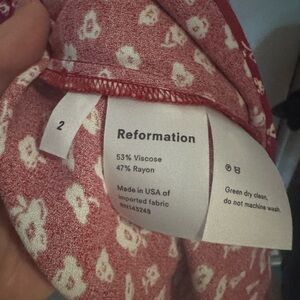 2
Reformation
53% Viscose
47% Rayon
Made in USA of
imported fabric
RN143245
Green dry clean,
do not machine wash.